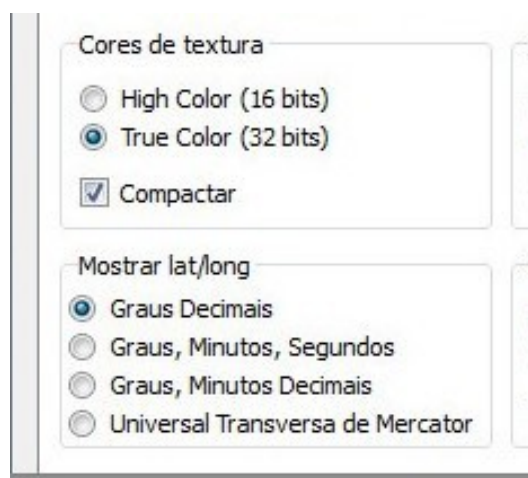 Cores de textura
High Color (16 bits)
True Color (32 bits)
Compactar
Mostrar lat/long
Graus Decimais
Graus, Minutos, Segundos
Graus, Minutos Decimais
Universal Transversa de Mercator